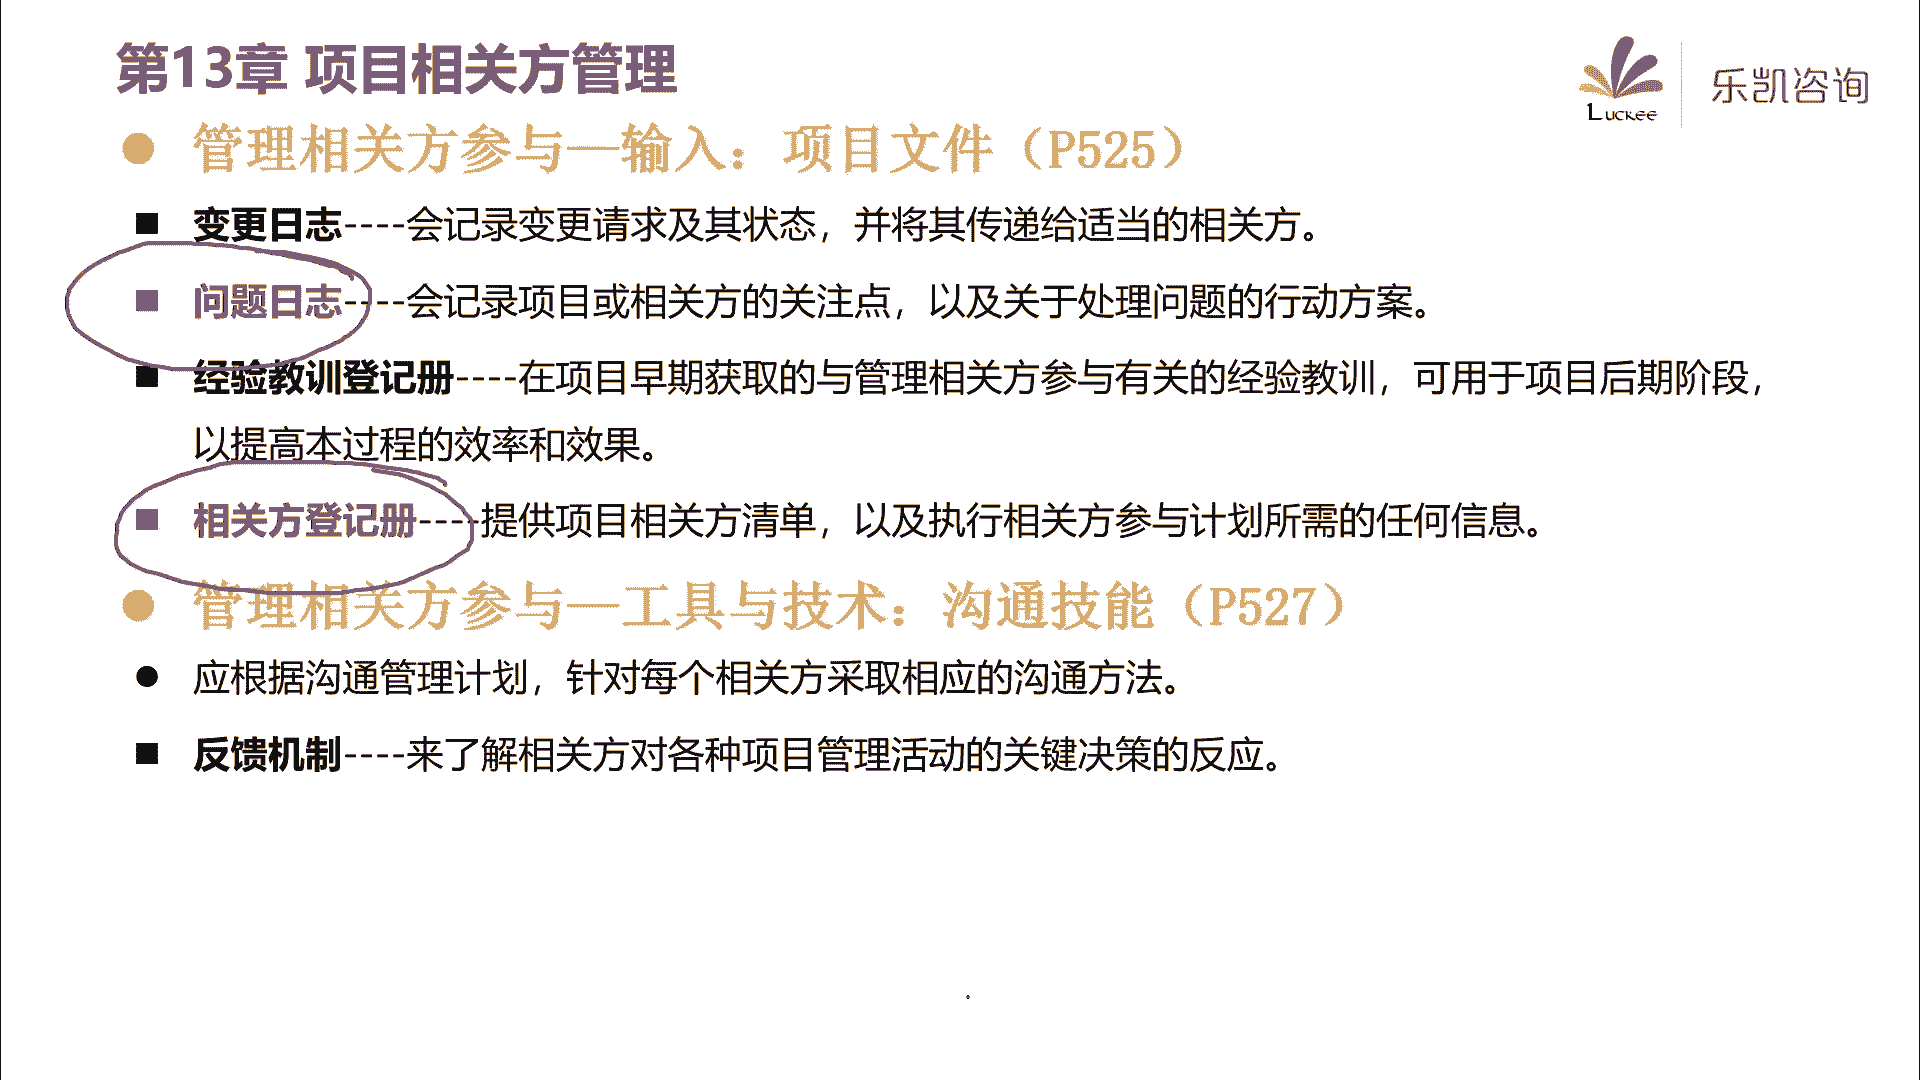 第13章 项目相关方管理
Luckee
乐凯咨询
管理相关方参与—输入：项目文件（P525）
变更日志----会记录变更请求及其状态，并将其传递给适当的相关方。
问题日志----会记录项目或相关方的关注点，以及关于处理问题的行动方案。
经验教训登记册----在项目早期获取的与管理相关方参与有关的经验教训，可用于项目后期阶段，
以提高本过程的效率和效果。
相关方登记册----提供项目相关方清单，以及执行相关方参与计划所需的任何信息。
管理相关方参与—工具与技术：沟通技能（P527）
应根据沟通管理计划，针对每个相关方采取相应的沟通方法。
反馈机制----来了解相关方对各种项目管理活动的关键决策的反应。